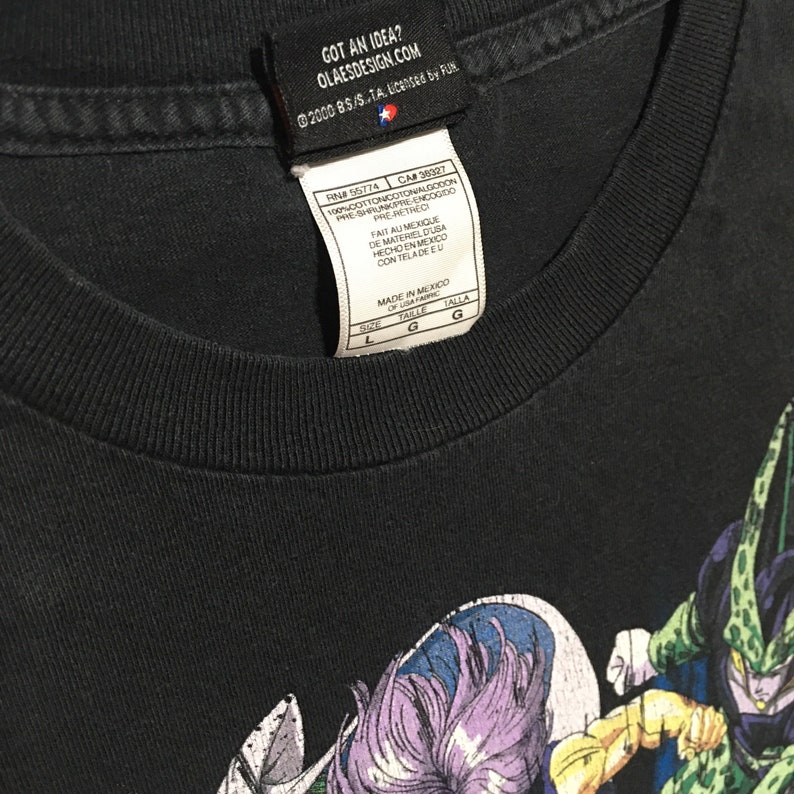 GOT AN IDEA?
OLAESDESIGN.COM
©2000 B.S./S.,T.A. Licensed by FUN.
RN# 55774 CA# 38327
100%COTTON/COTON/ALGODON
PRE-SHRUNK/PRE-ENCOGIDO
PRE-RETRECI
FAIT AU MEXIQUE
DE MATERIEL D'USA
HECHO EN MEXICO
CON TELA DE E.U
MADE IN MEXICO
OF USA FABRIC
SIZE TAILLE TALLA
L G G